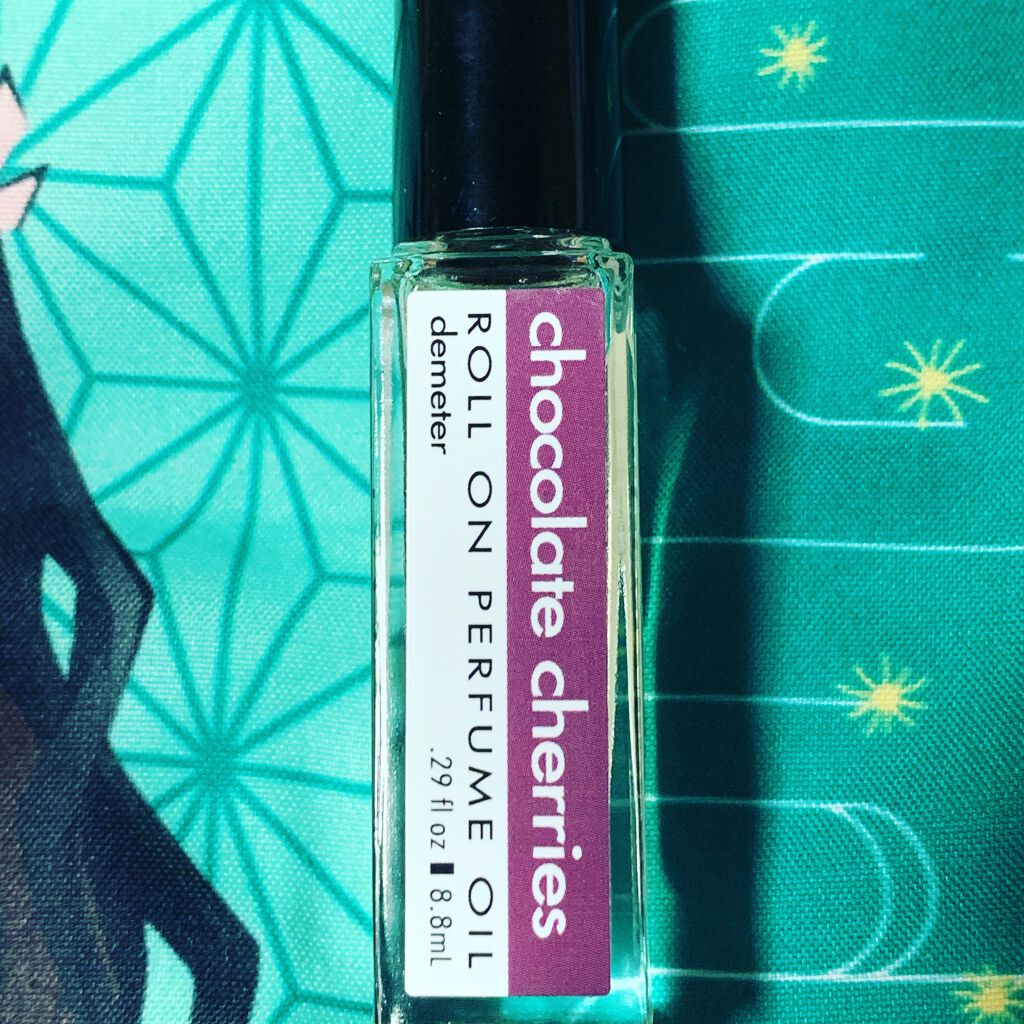 chocolate cherries
ROLL ON PERFUME OIL
demeter .29 fl oz ▮ 8.8mL